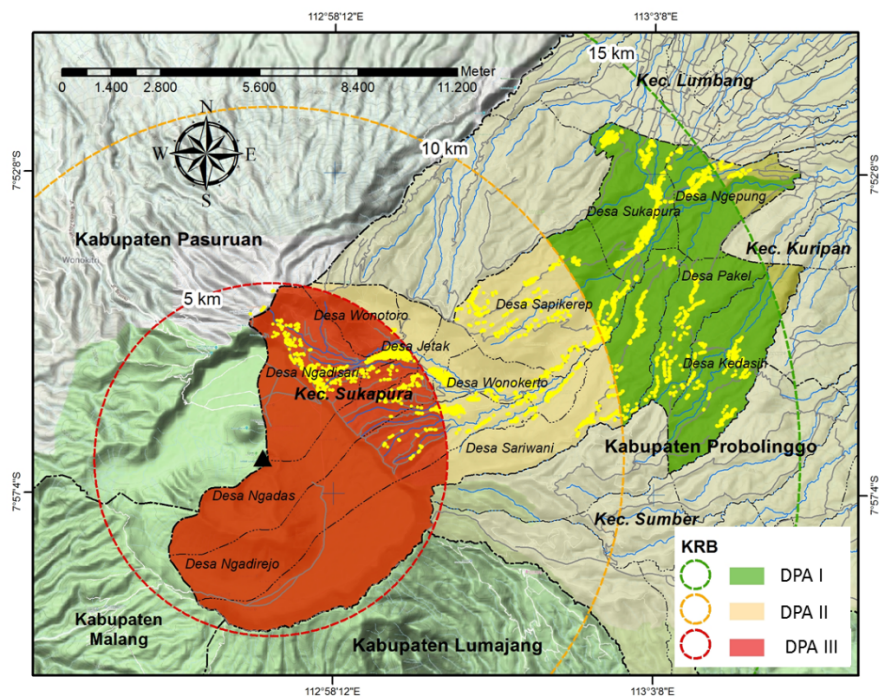 112°58'12"E
113°3'8"E
15 km
Kec. Lumbang
Meter
0 1.400 2.800 5.600 8.400 11.200
N
W E
S
10 km
7°52'8"S
7°52'8"S
Desa Ngepung
Desa Sukapura
Kabupaten Pasuruan
Wonokitri
Kec. Kuripan
Desa Pakel
5 km
Desa Sapikerep
Desa Wonotoro
Desa Jetak
Desa Kedasih
Desa Ngadisari
Desa Wonokerto
Kec. Sukapura
Desa Sariwani
Kabupaten Probolinggo
7°57'4"S
7°57'4"S
Desa Ngadas
Kec. Sumber
Desa Ngadirejo
KRB
DPA I
DPA II
DPA III
Kabupaten
Malang
Kabupaten Lumajang
112°58'12"E
113°3'8"E